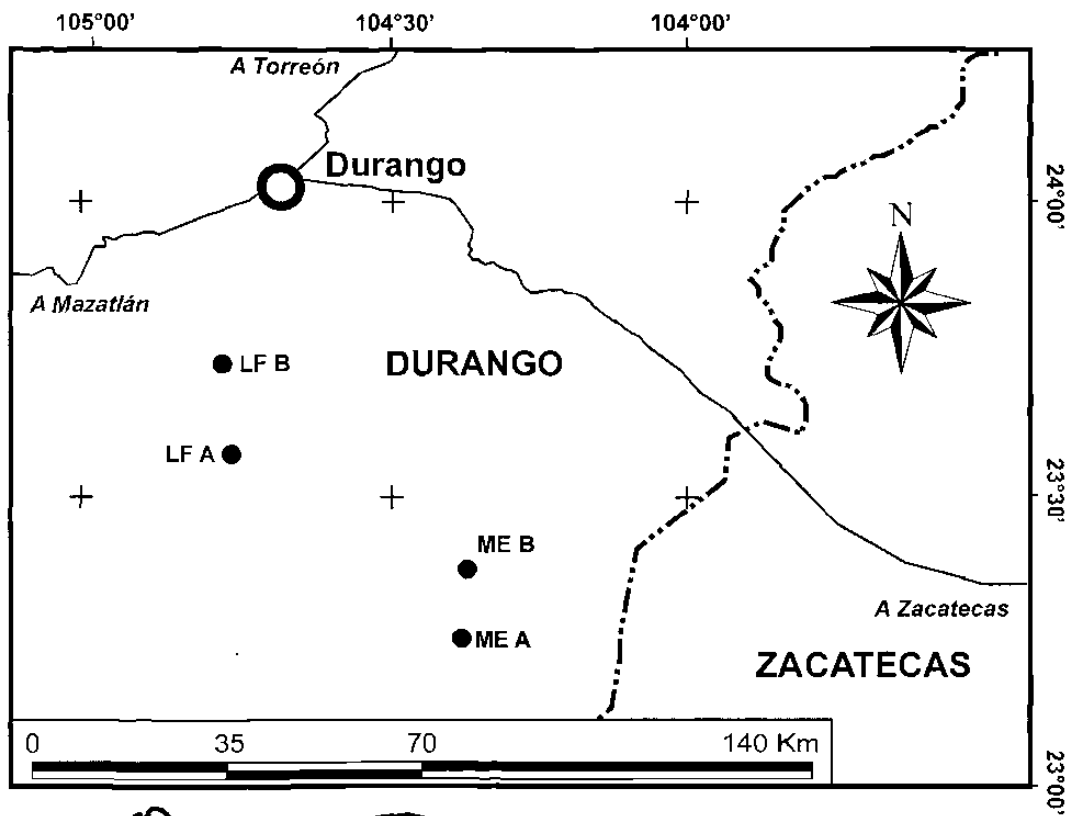 105°00' 104°30' 104°00'
A Torreón
Durango
24°00'
N
A Mazatlán
LF B
DURANGO
LF A
23°30'
ME B
A Zacatecas
ME A
ZACATECAS
0 35 70 140 Km
23°00'